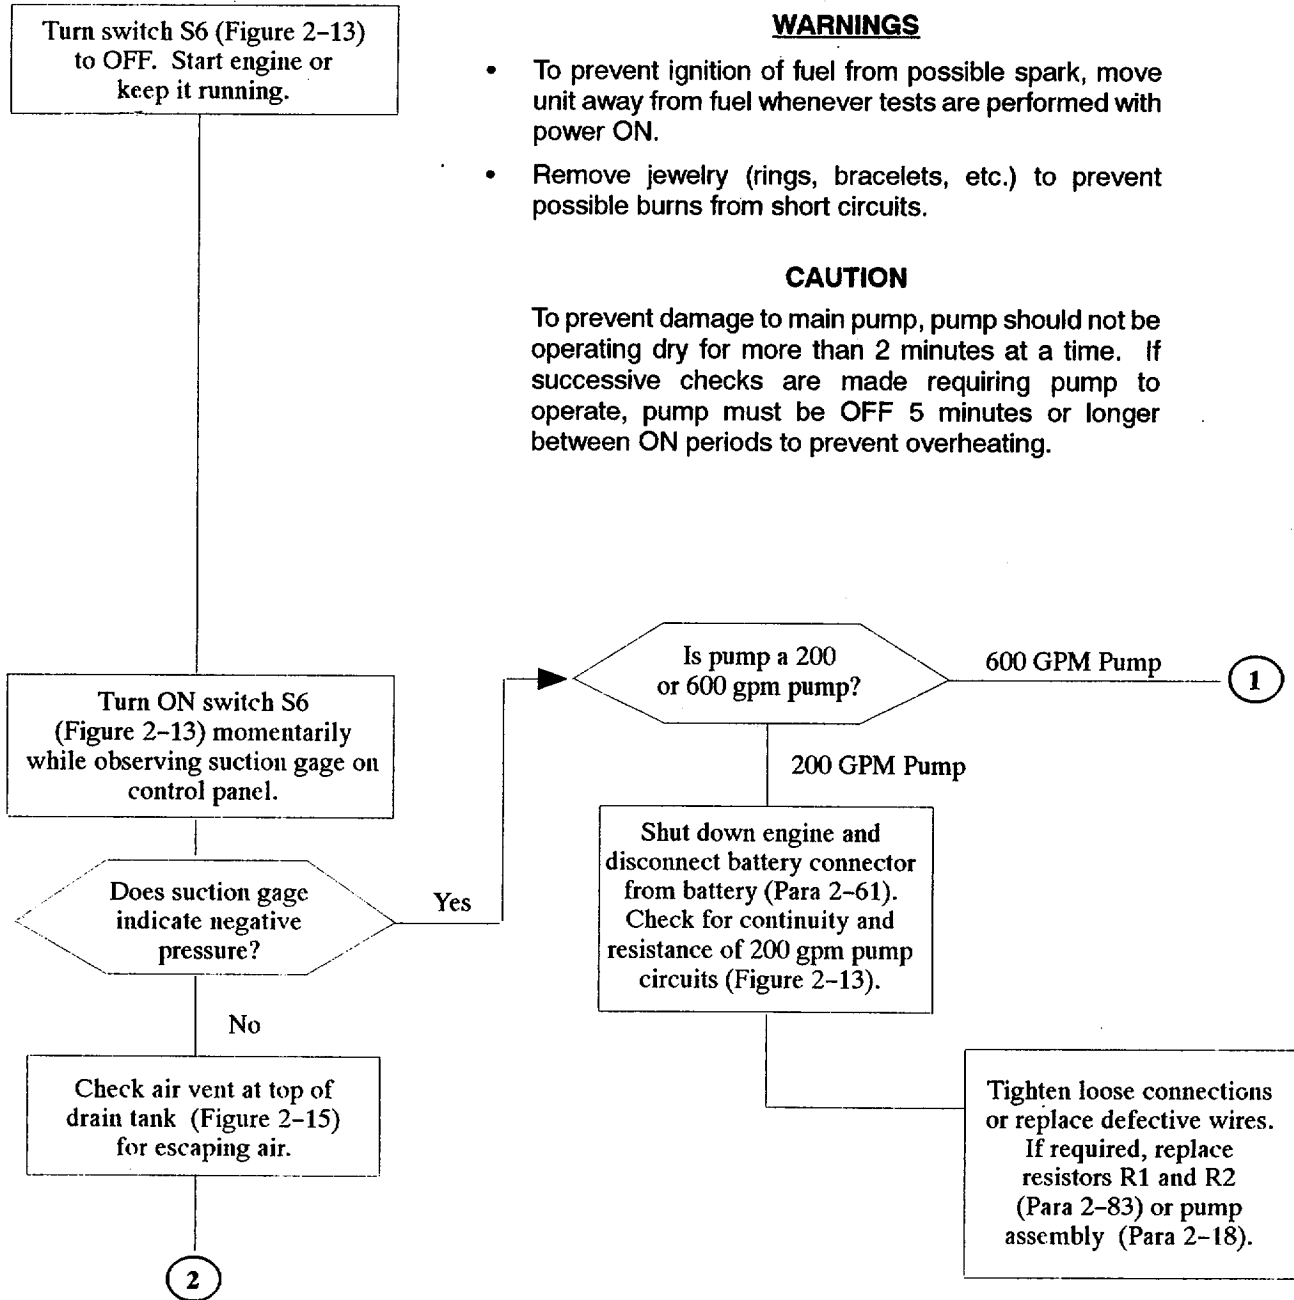 Turn switch S6 (Figure 2–13)
to OFF. Start engine or
keep it running.
WARNINGS
• To prevent ignition of fuel from possible spark, move
unit away from fuel whenever tests are performed with
power ON.
• Remove jewelry (rings, bracelets, etc.) to prevent
possible burns from short circuits.
CAUTION
To prevent damage to main pump, pump should not be
operating dry for more than 2 minutes at a time. If
successive checks are made requiring pump to
operate, pump must be OFF 5 minutes or longer
between ON periods to prevent overheating.
Turn ON switch S6
(Figure 2–13) momentarily
while observing suction gage on
control panel.
Does suction gage
indicate negative
pressure?
Yes
No
Check air vent at top of
drain tank (Figure 2–15)
for escaping air.
2
Is pump a 200
or 600 gpm pump?
600 GPM Pump
1
200 GPM Pump
Shut down engine and
disconnect battery connector
from battery (Para 2–61).
Check for continuity and
resistance of 200 gpm pump
circuits (Figure 2–13).
Tighten loose connections
or replace defective wires.
If required, replace
resistors R1 and R2
(Para 2–83) or pump
assembly (Para 2–18).